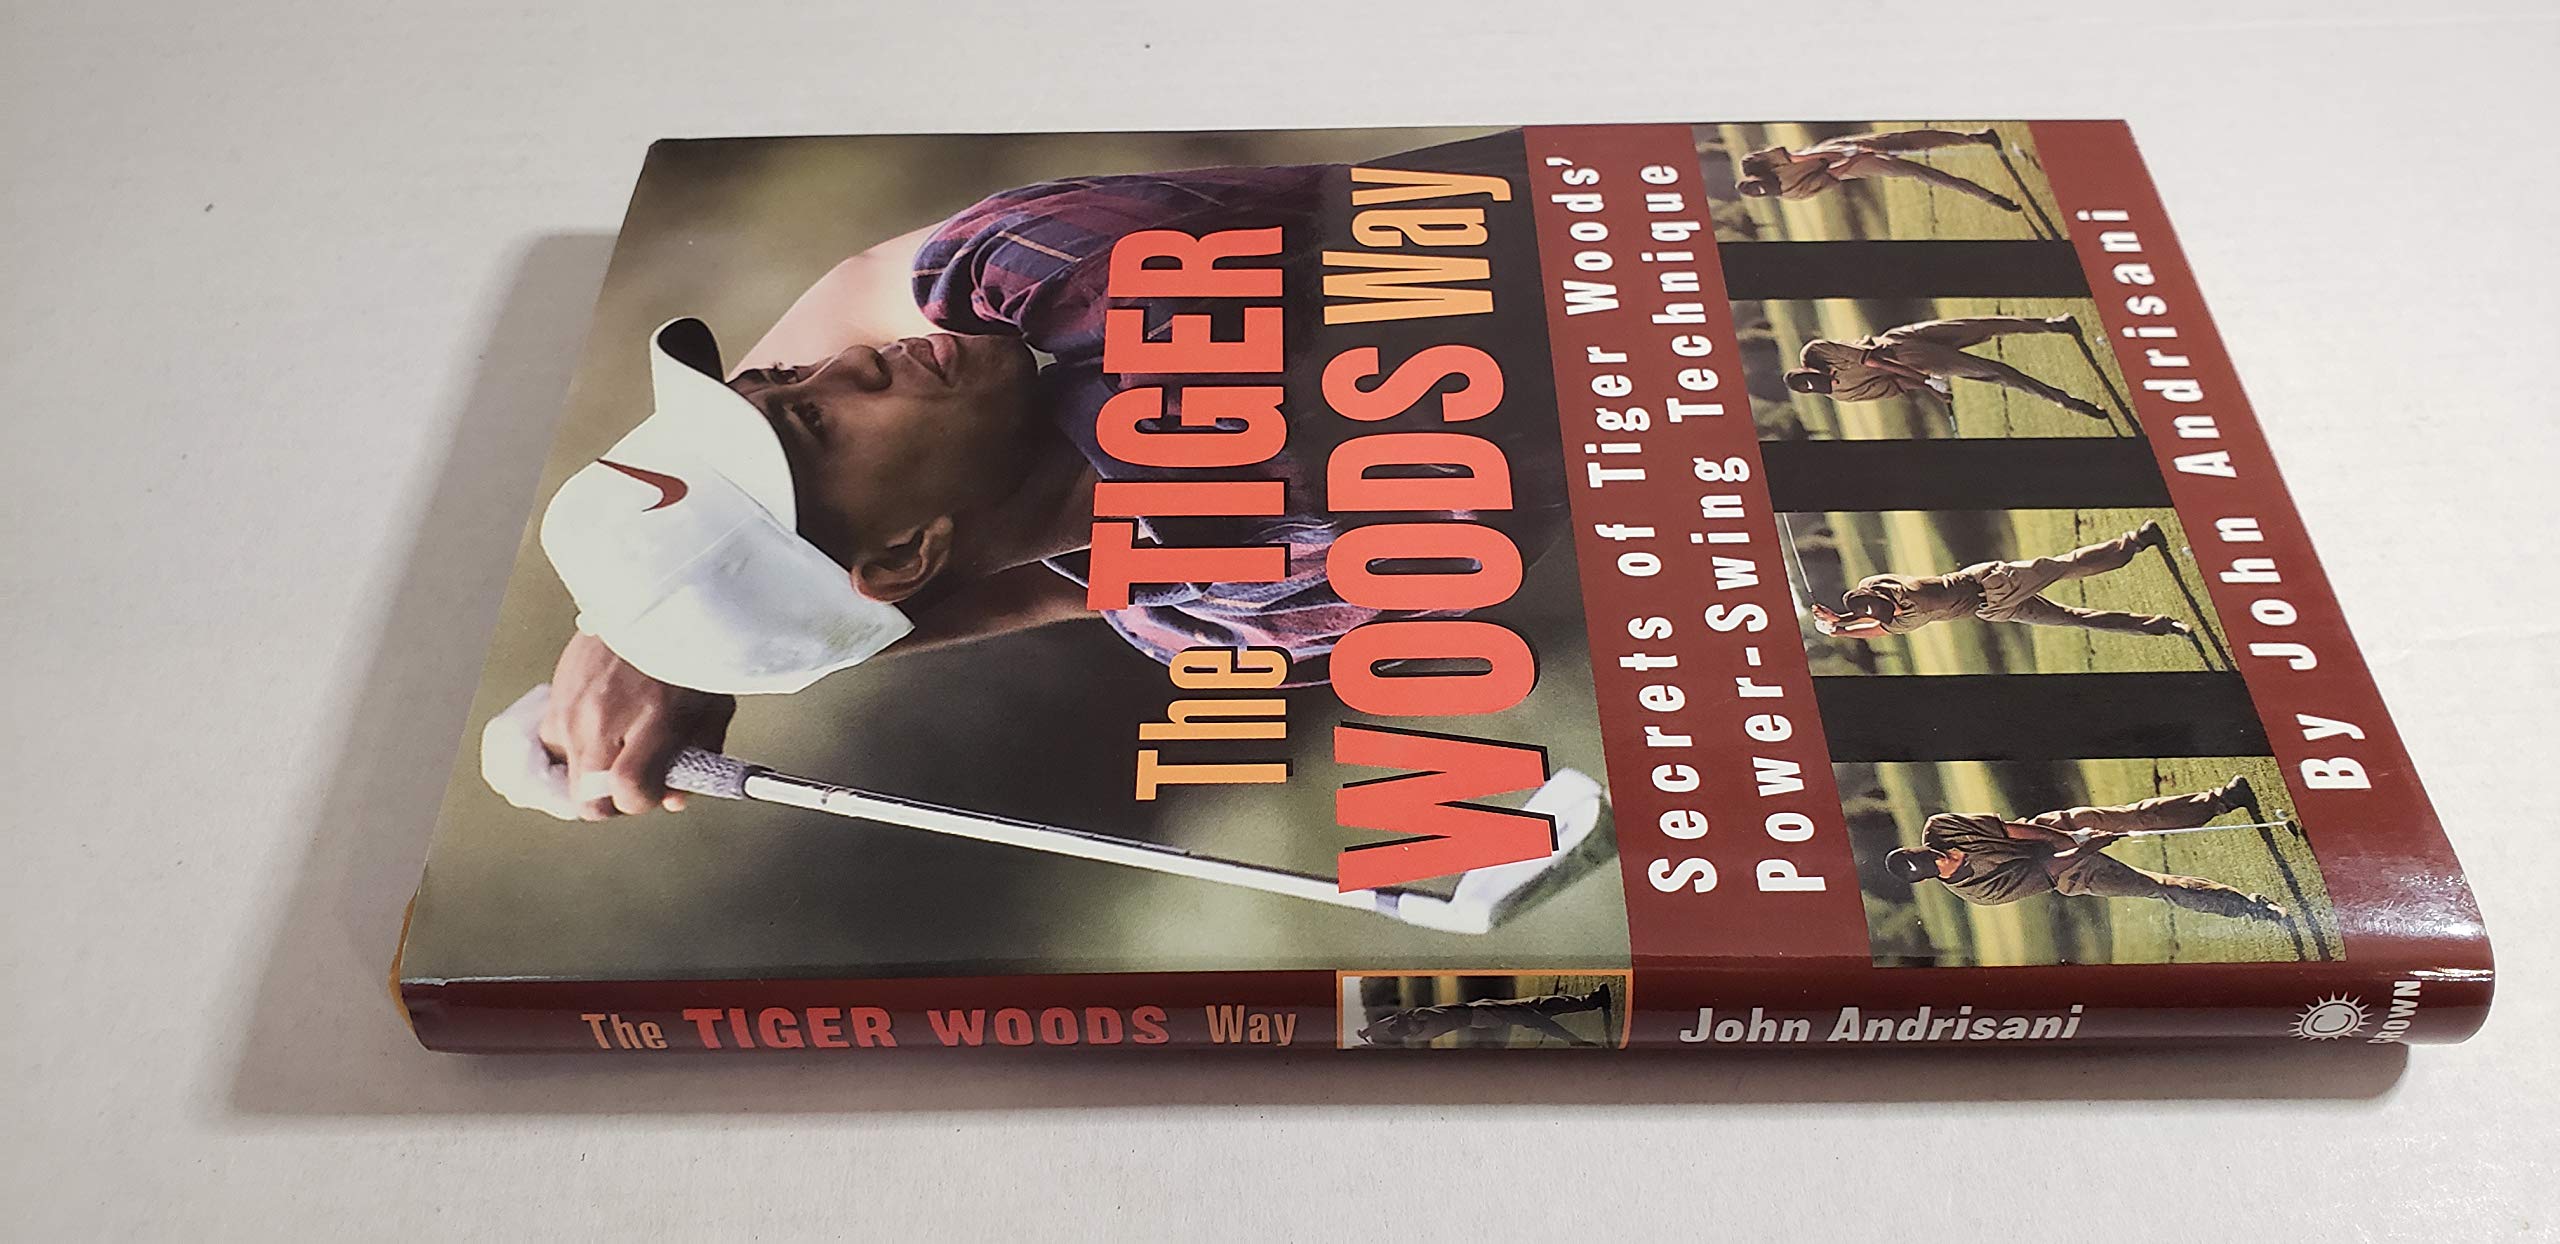 The TIGER
WOODS Way
Secrets of Tiger Woods'
Power-Swing Technique
By John Andrisani
The TIGER WOODS Way
John Andrisani
CROWN